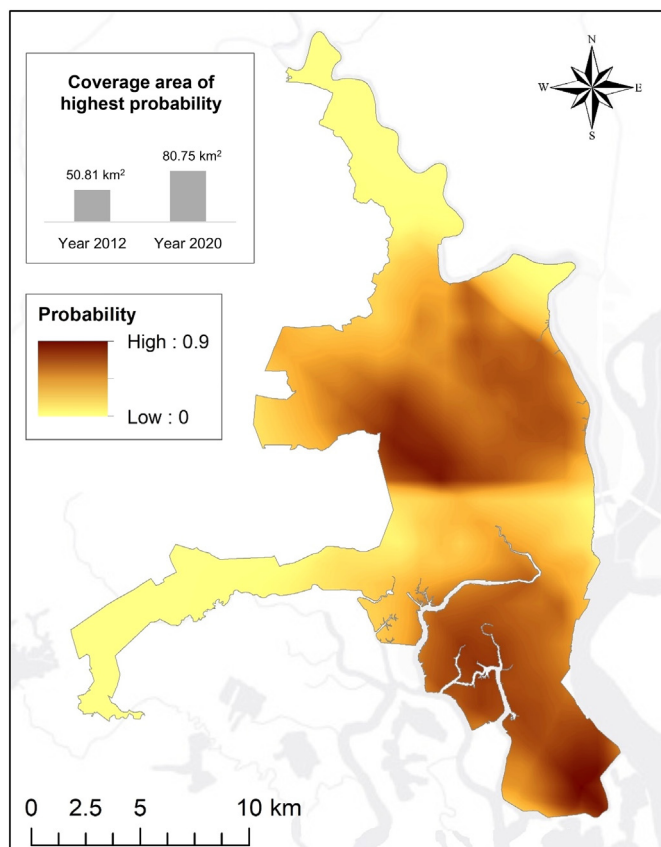 Coverage area of
highest probability
50.81 km²
80.75 km²
Year 2012
Year 2020
Probability
High : 0.9
Low : 0
N
W
E
S
0
2.5
5
10 km